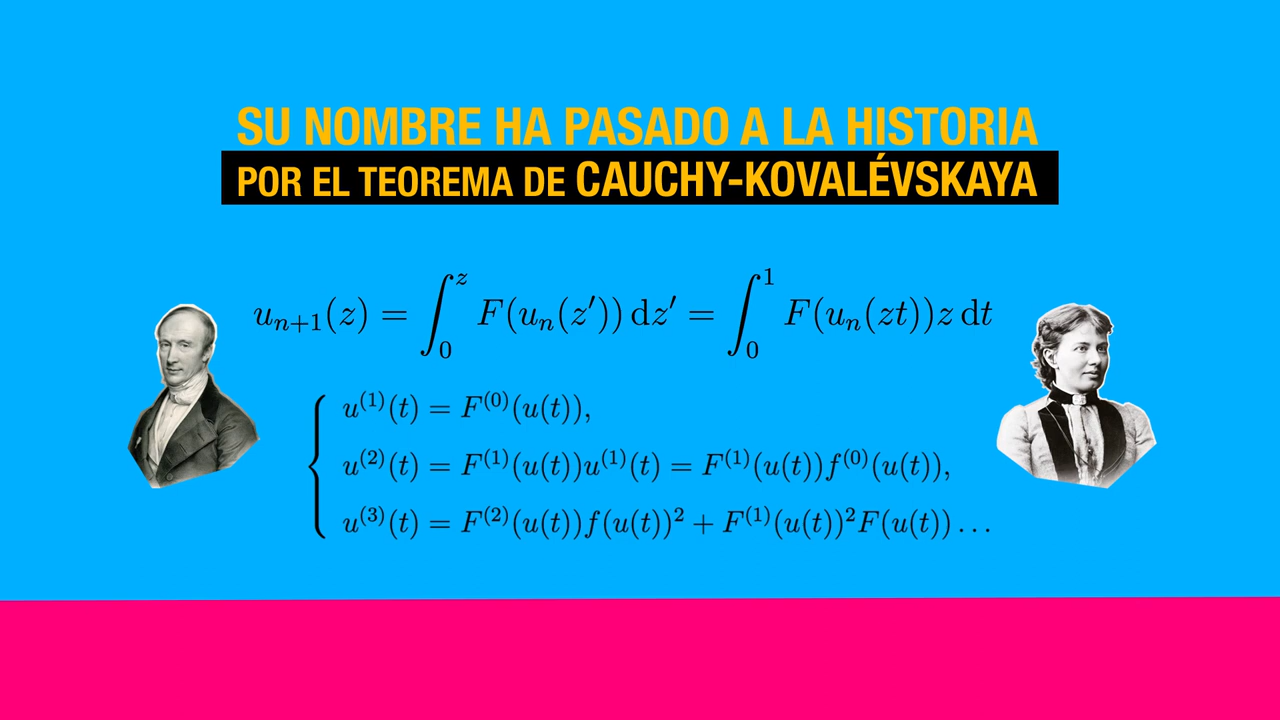 SU NOMBRE HA PASADO A LA HISTORIA
POR EL TEOREMA DE CAUCHY-KOVALÉVSKAYA
u_{n+1}(z) = ∫_0^z F(u_n(z′)) dz′ = ∫_0^1 F(u_n(zt))z dt
u^{(1)}(t) = F^{(0)}(u(t)),
u^{(2)}(t) = F^{(1)}(u(t))u^{(1)}(t) = F^{(1)}(u(t))f^{(0)}(u(t)),
u^{(3)}(t) = F^{(2)}(u(t))f(u(t))^2 + F^{(1)}(u(t))^2F(u(t)) ...